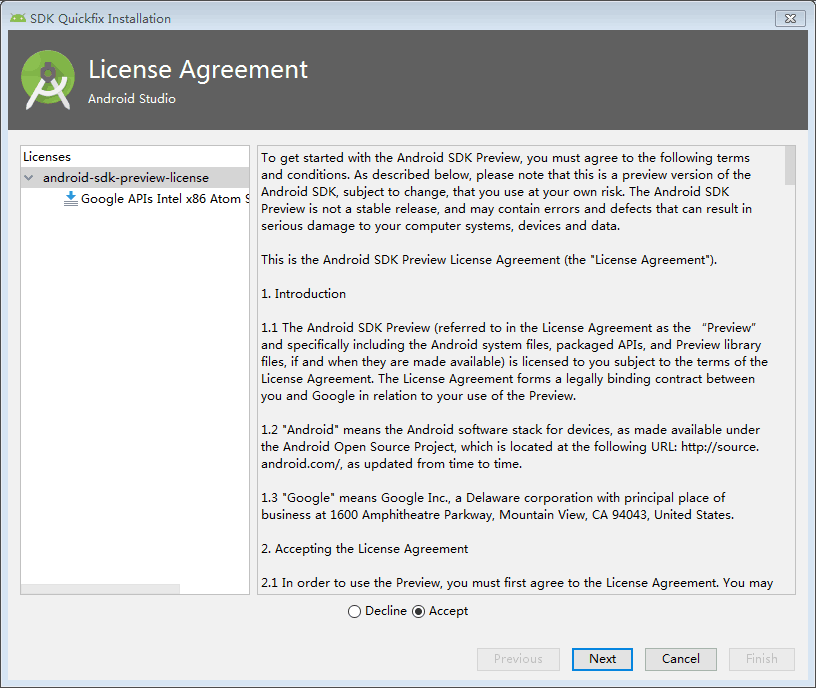 SDK Quickfix Installation
License Agreement
Android Studio
Licenses
android-sdk-preview-license
Google APIs Intel x86 Atom
To get started with the Android SDK Preview, you must agree to the following terms
and conditions. As described below, please note that this is a preview version of the
Android SDK, subject to change, that you use at your own risk. The Android SDK
Preview is not a stable release, and may contain errors and defects that can result in
serious damage to your computer systems, devices and data.
This is the Android SDK Preview License Agreement (the "License Agreement").
1. Introduction
1.1 The Android SDK Preview (referred to in the License Agreement as the “Preview”
and specifically including the Android system files, packaged APIs, and Preview library
files, if and when they are made available) is licensed to you subject to the terms of the
License Agreement. The License Agreement forms a legally binding contract between
you and Google in relation to your use of the Preview.
1.2 "Android" means the Android software stack for devices, as made available under
the Android Open Source Project, which is located at the following URL: http://source.
android.com/, as updated from time to time.
1.3 "Google" means Google Inc., a Delaware corporation with principal place of
business at 1600 Amphitheatre Parkway, Mountain View, CA 94043, United States.
2. Accepting the License Agreement
2.1 In order to use the Preview, you must first agree to the License Agreement. You may
Decline Accept
Previous Next Cancel Finish